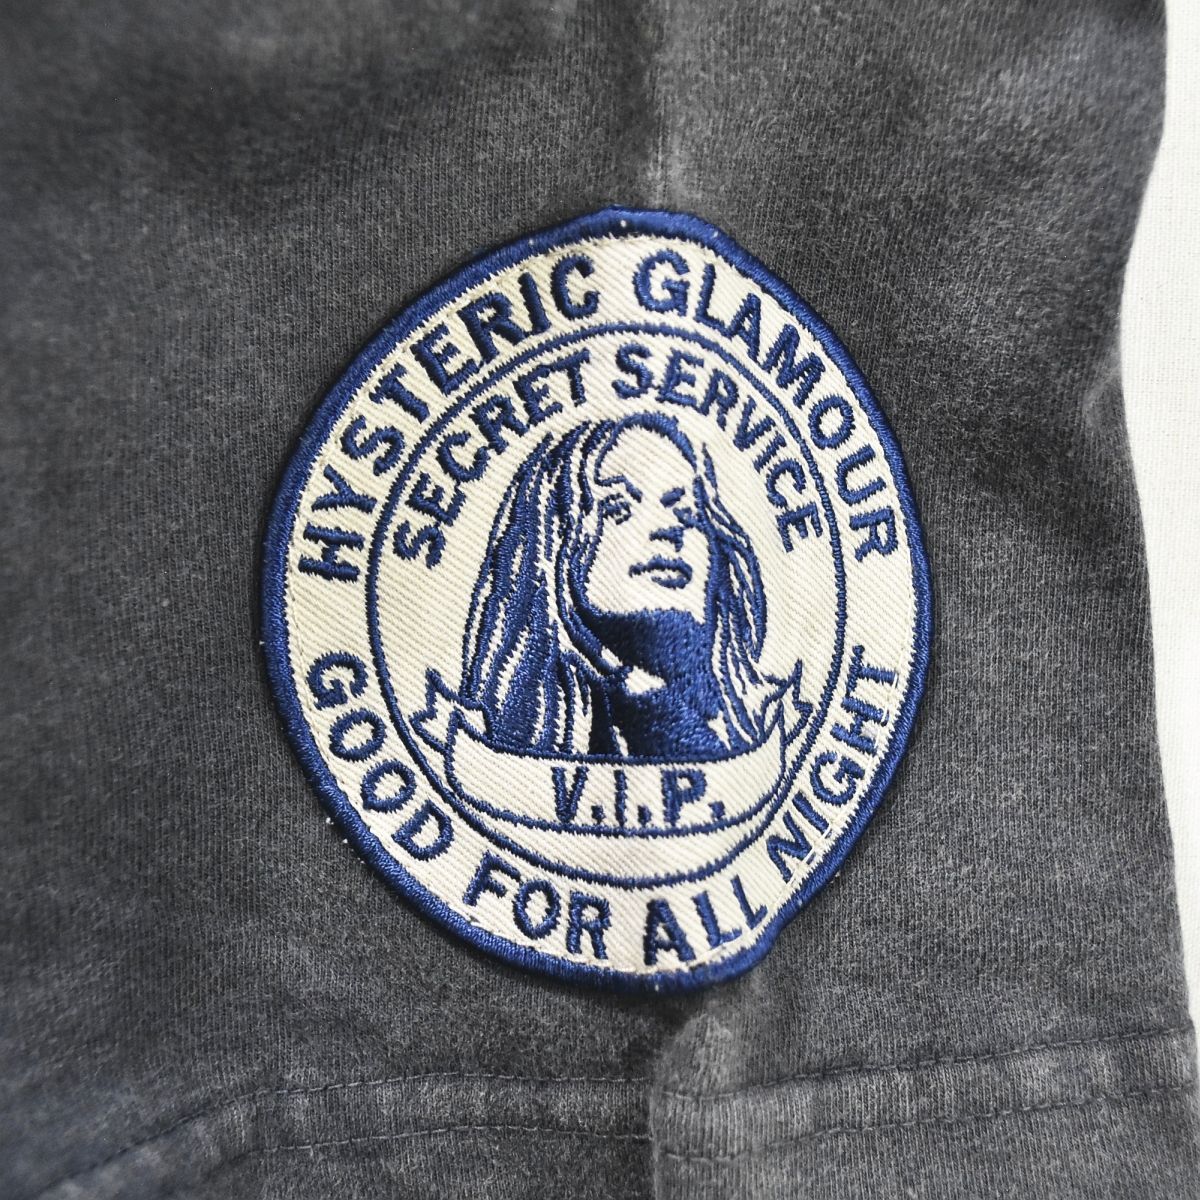 HYSTERIC GLAMOUR
SECRET SERVICE
V.I.P.
GOOD FOR ALL NIGHT